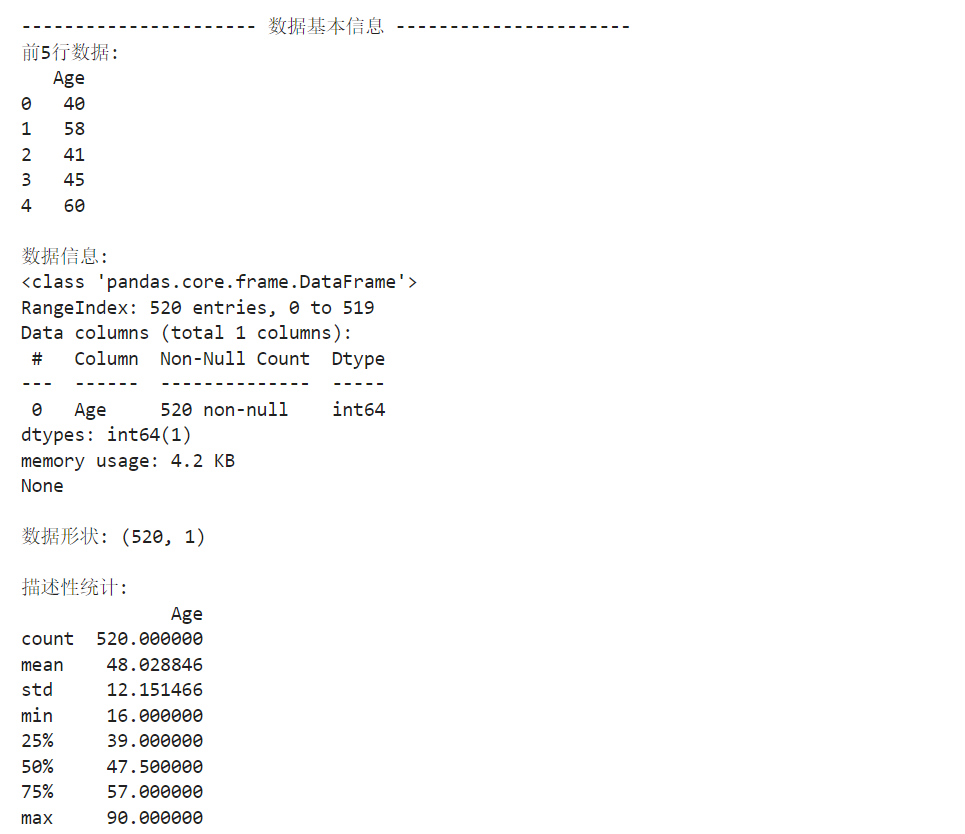 ---------------------- 数据基本信息 ----------------------
前5行数据:
   Age
0   40
1   58
2   41
3   45
4   60
数据信息:
<class 'pandas.core.frame.DataFrame'>
RangeIndex: 520 entries, 0 to 519
Data columns (total 1 columns):
 #   Column  Non-Null Count  Dtype
---  ------  --------------  -----
 0   Age     520 non-null    int64
dtypes: int64(1)
memory usage: 4.2 KB
None
数据形状: (520, 1)
描述性统计:
              Age
count  520.000000
mean    48.028846
std     12.151466
min     16.000000
25%     39.000000
50%     47.500000
75%     57.000000
max     90.000000